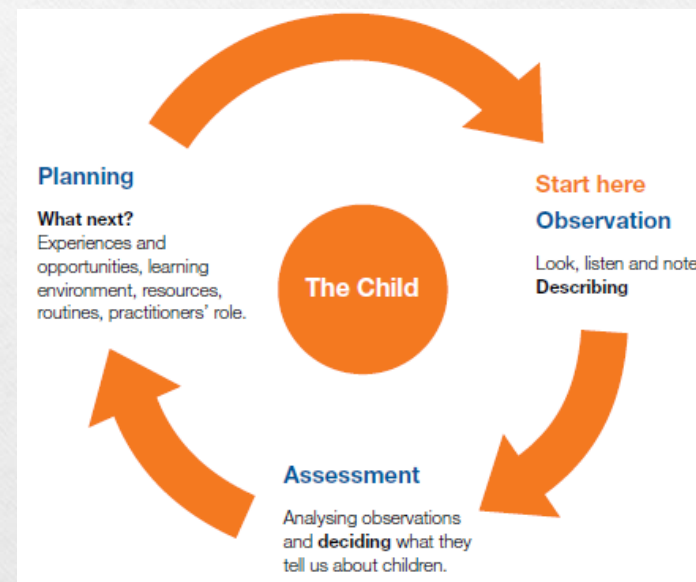 Planning
What next?
Experiences and
opportunities, learning
environment, resources,
routines, practitioners’ role.
The Child
Start here
Observation
Look, listen and note
Describing
Assessment
Analysing observations
and deciding what they
tell us about children.